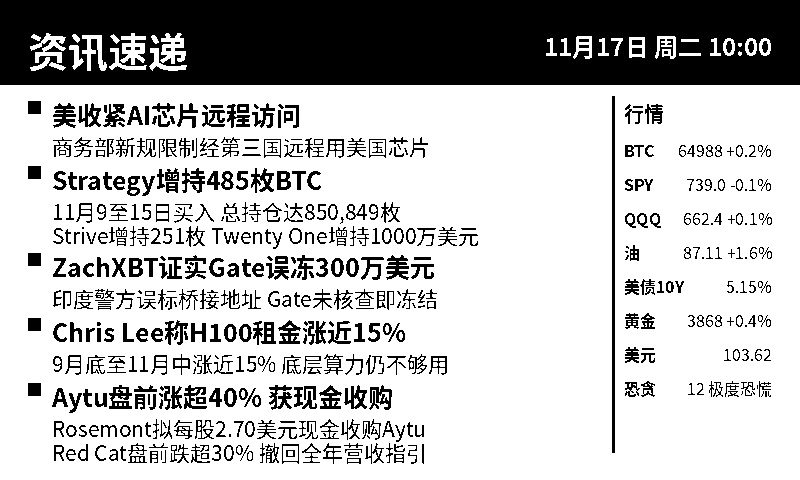 资讯速递
11月17日 周二 10:00
美收紧AI芯片远程访问
商务部新规限制经第三国远程用美国芯片
Strategy增持485枚BTC
11月9至15日买入 总持仓达850,849枚
Strive增持251枚 Twenty One增持1000万美元
ZachXBT证实Gate误冻300万美元
印度警方误标桥接地址 Gate未核查即冻结
Chris Lee称H100租金涨近15%
9月底至11月中涨近15% 底层算力仍不够用
Aytu盘前涨超40% 获现金收购
Rosemont拟每股2.70美元现金收购Aytu
Red Cat盘前跌超30% 撤回全年营收指引
行情
BTC 64988 +0.2%
SPY 739.0 -0.1%
QQQ 662.4 +0.1%
油 87.11 +1.6%
美债10Y 5.15%
黄金 3868 +0.4%
美元 103.62
恐贪 12 极度恐慌